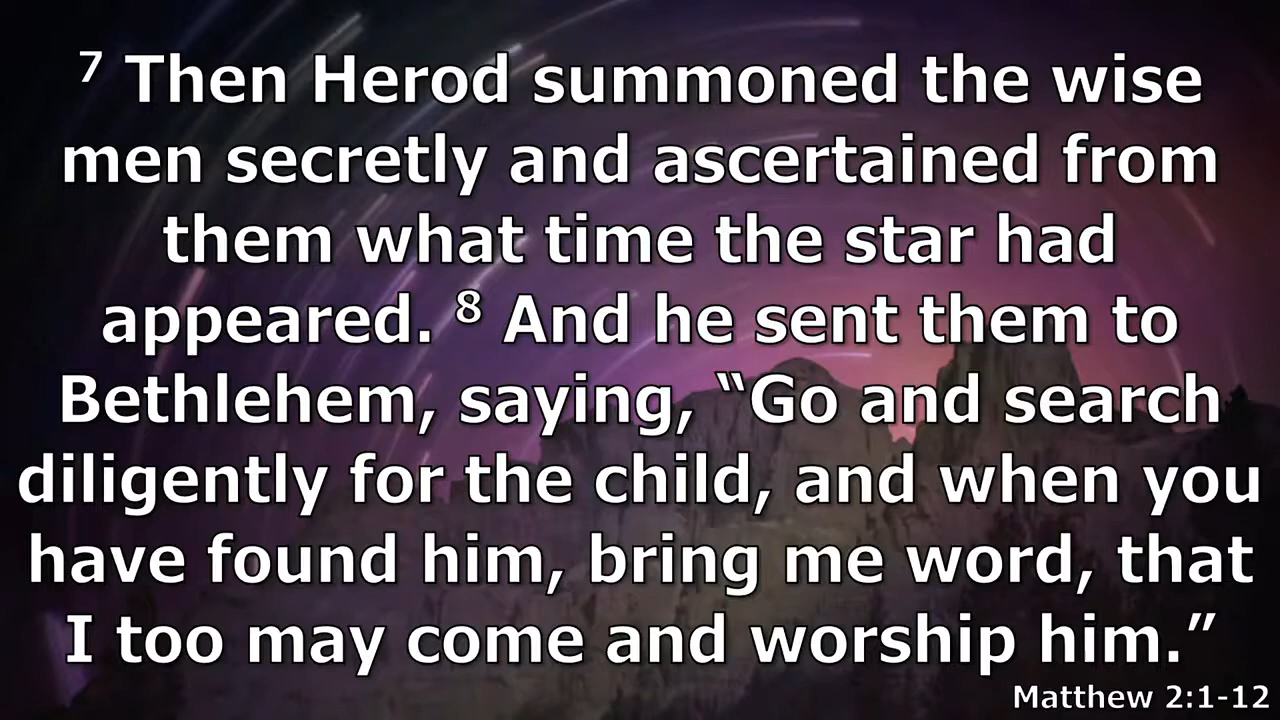 ⁷ Then Herod summoned the wise
men secretly and ascertained from
them what time the star had
appeared. ⁸ And he sent them to
Bethlehem, saying, “Go and search
diligently for the child, and when you
have found him, bring me word, that
I too may come and worship him.”
Matthew 2:1-12